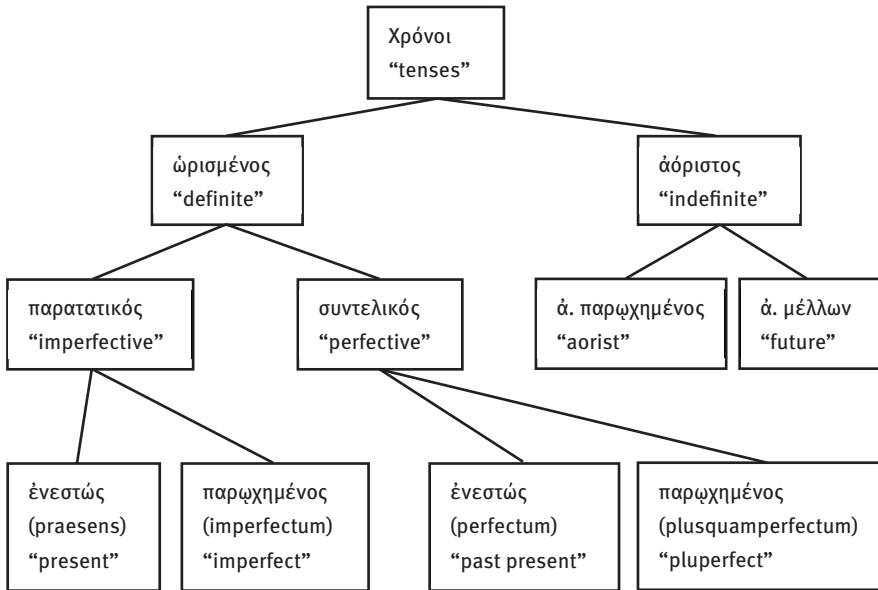 Χρόνοι
“tenses”
ὡρισμένος
“definite”
ἀόριστος
“indefinite”
παρατατικός
“imperfective”
συντελικός
“perfective”
ἀ. παρῳχημένος
“aorist”
ἀ. μέλλων
“future”
ἐνεστώς
(praesens)
“present”
παρῳχημένος
(imperfectum)
“imperfect”
ἐνεστώς
(perfectum)
“past present”
παρῳχημένος
(plusquamperfectum)
“pluperfect”